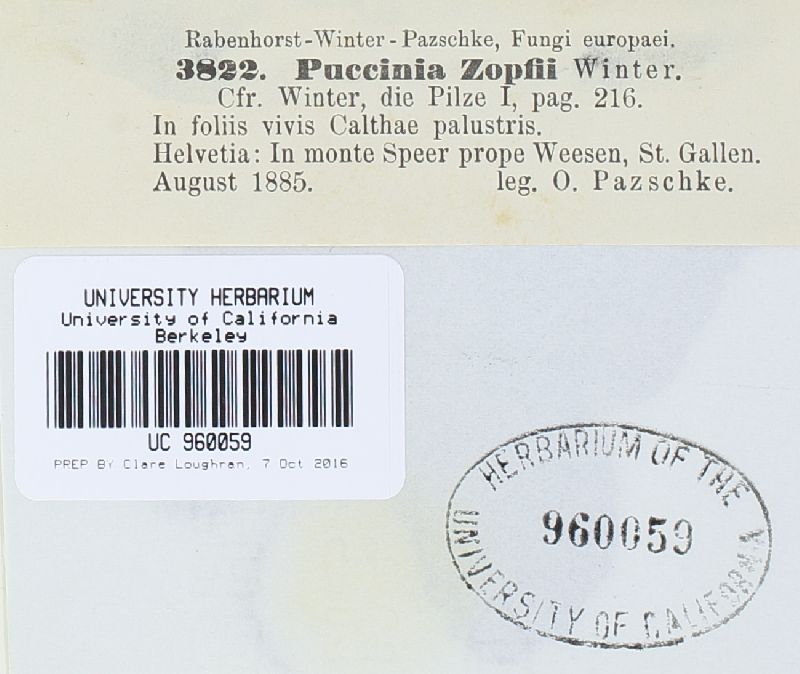 Rabenhorst-Winter-Pazschke, Fungi europaei.
3822. Puccinia Zopfii Winter.
Cfr. Winter, die Pilze I, pag. 216.
In foliis vivis Calthae palustris.
Helvetia: In monte Speer prope Weesen, St. Gallen.
August 1885. leg. O. Pazschke.
UNIVERSITY HERBARIUM
University of California
Berkeley
UC 960059
PREP BY Clare Loughran, 7 Oct 2016
HERBARIUM OF THE
960059
UNIVERSITY OF CALIFORNIA